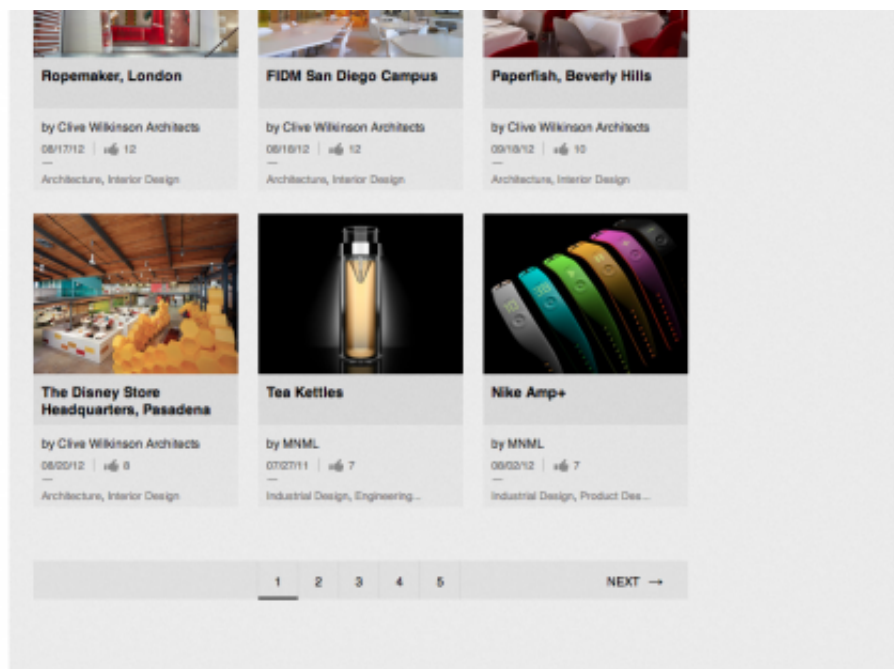 Ropemaker, London
by Clive Wilkinson Architects
08/17/12 12
Architecture, Interior Design
FIDM San Diego Campus
by Clive Wilkinson Architects
08/18/12 12
Architecture, Interior Design
Paperfish, Beverly Hills
by Clive Wilkinson Architects
09/18/12 10
Architecture, Interior Design
The Disney Store
Headquarters, Pasadena
by Clive Wilkinson Architects
08/20/12 8
Architecture, Interior Design
Tea Kettles
by MNML
07/27/11 7
Industrial Design, Engineering...
Nike Amp+
by MNML
08/02/12 7
Industrial Design, Product Des...
1 2 3 4 5 NEXT →